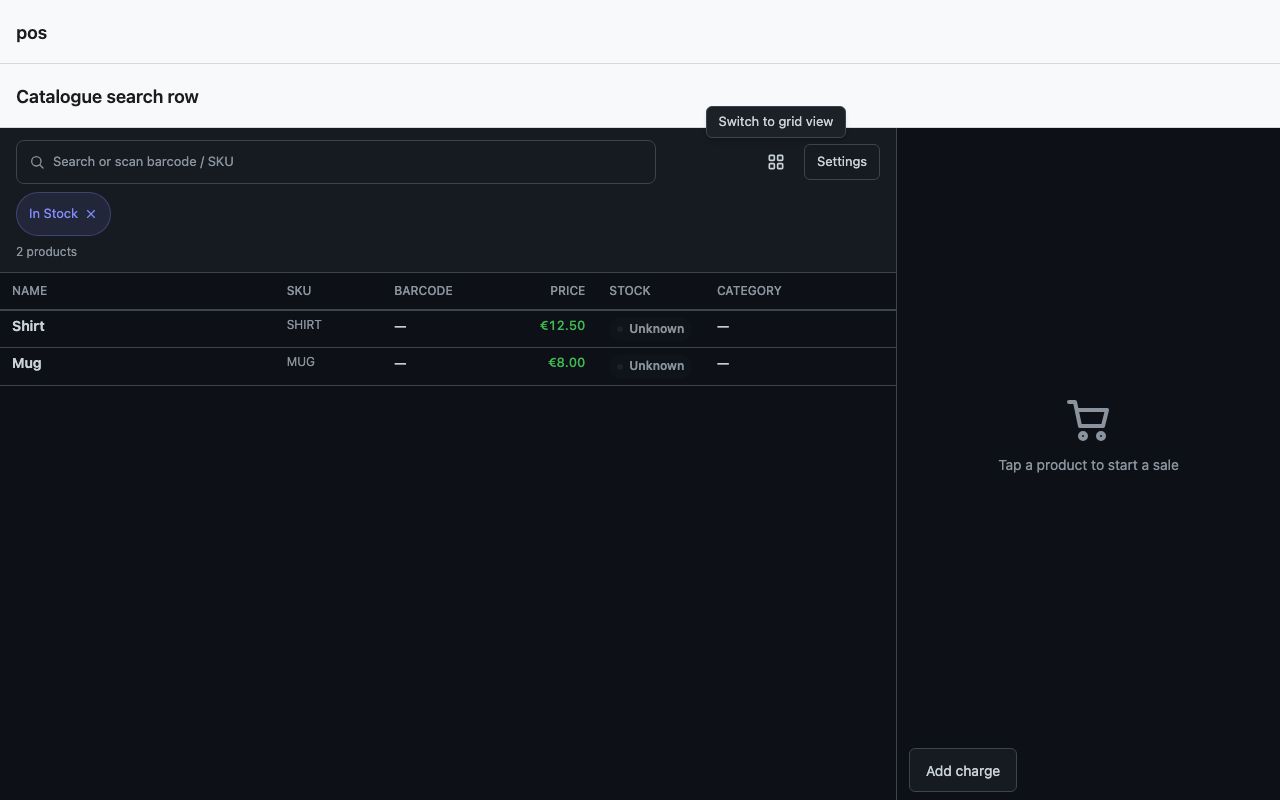 pos
Catalogue search row
Switch to grid view
Search or scan barcode / SKU
Settings
In Stock
2 products
NAME SKU BARCODE PRICE STOCK CATEGORY
Shirt SHIRT — €12.50 Unknown —
Mug MUG — €8.00 Unknown —
Tap a product to start a sale
Add charge